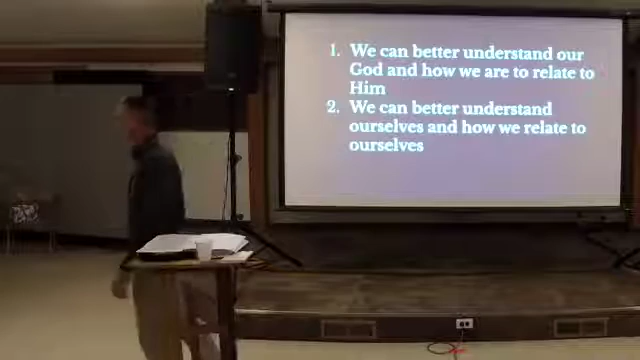 1. We can better understand our
God and how we are to relate to
Him
2. We can better understand
ourselves and how we relate to
ourselves